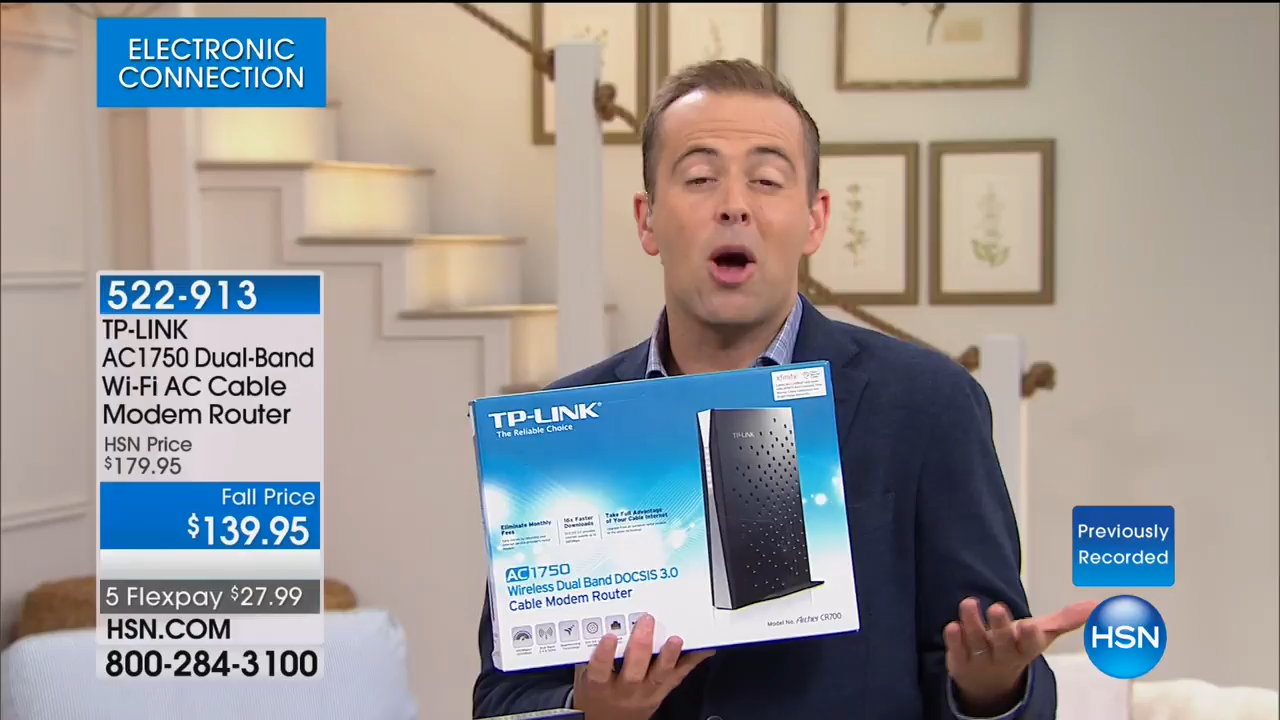 ELECTRONIC
CONNECTION
522-913
TP-LINK
AC1750 Dual-Band
Wi-Fi AC Cable
Modem Router
HSN Price
$179.95
Fall Price
$139.95
5 Flexpay $27.99
HSN.COM
800-284-3100
TP-LINK
The Reliable Choice
xfinity
TP-LINK
Eliminate Monthly
Fees
16x Faster
Downloads
Take Full Advantage
of Your Cable Internet
AC1750
Wireless Dual Band DOCSIS 3.0
Cable Modem Router
Model No. Archer CR700
Previously
Recorded
HSN